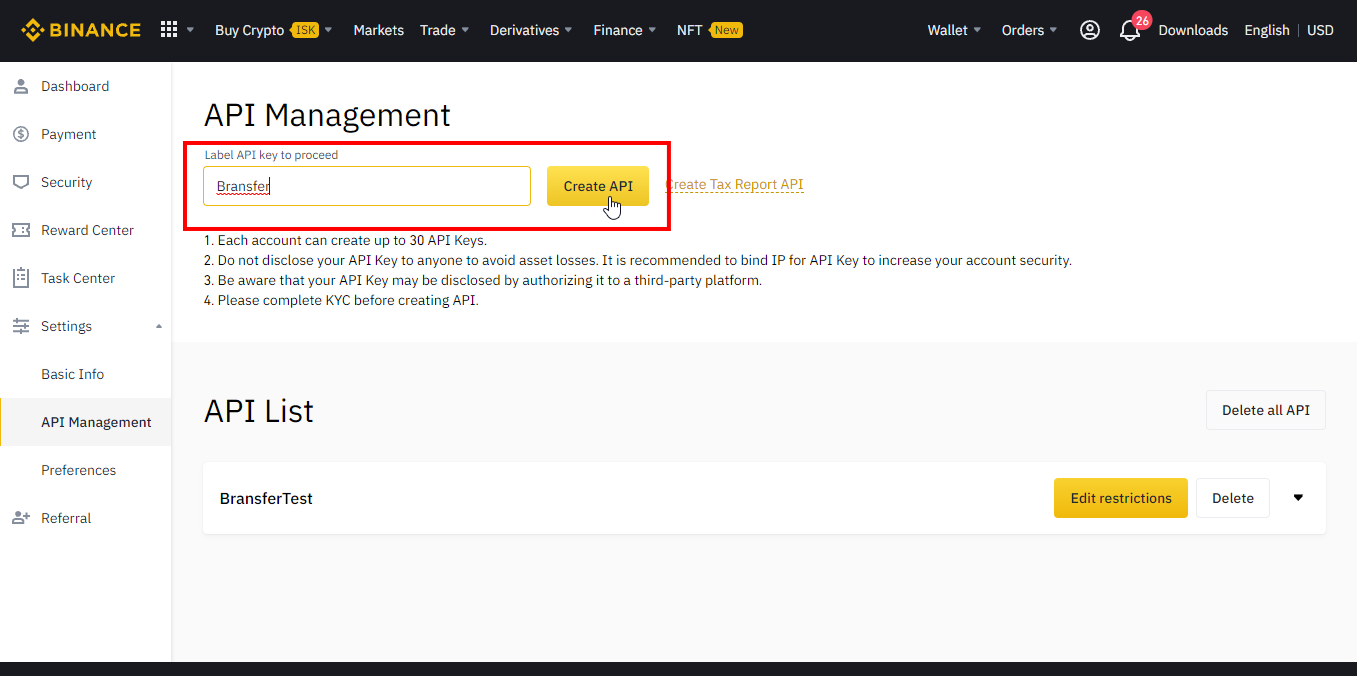 BINANCE Buy Crypto ISK Markets Trade Derivatives Finance NFT New Wallet Orders 26 Downloads English USD
Dashboard
Payment
Security
Reward Center
Task Center
Settings
Basic Info
API Management
Preferences
Referral
API Management
Label API key to proceed
Bransfer Create API Create Tax Report API
1. Each account can create up to 30 API Keys.
2. Do not disclose your API Key to anyone to avoid asset losses. It is recommended to bind IP for API Key to increase your account security.
3. Be aware that your API Key may be disclosed by authorizing it to a third-party platform.
4. Please complete KYC before creating API.
API List Delete all API
BransferTest Edit restrictions Delete